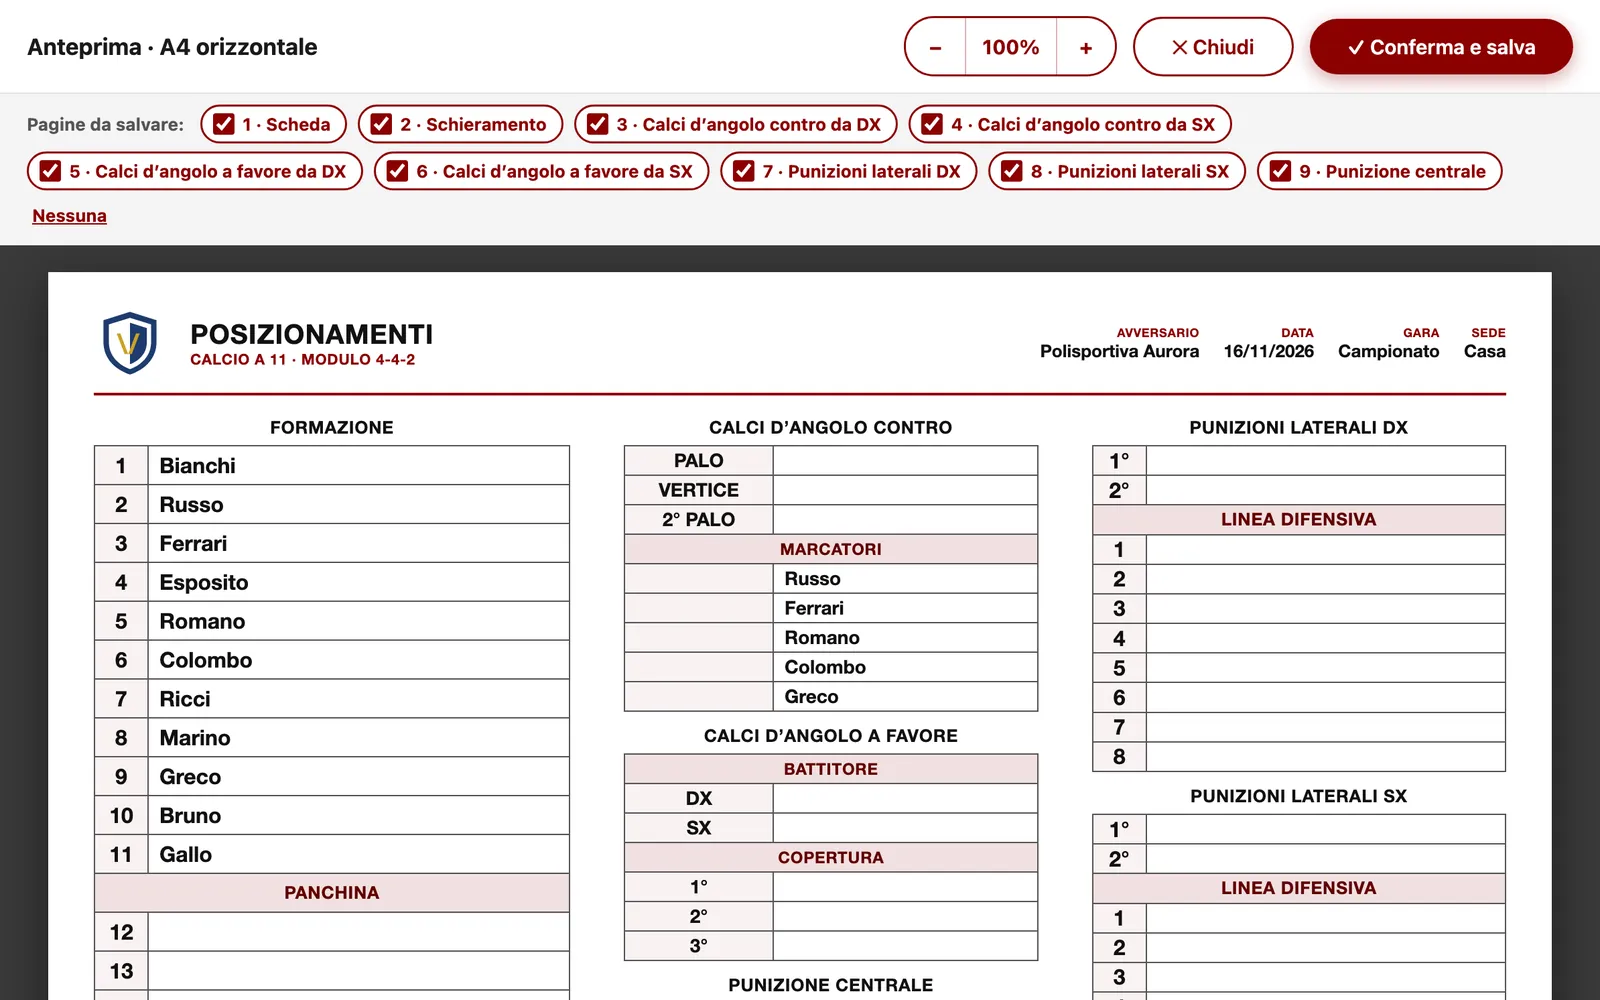 Anteprima · A4 orizzontale
− 100% +
Chiudi
Conferma e salva
Pagine da salvare:
1 · Scheda
2 · Schieramento
3 · Calci d’angolo contro da DX
4 · Calci d’angolo contro da SX
5 · Calci d’angolo a favore da DX
6 · Calci d’angolo a favore da SX
7 · Punizioni laterali DX
8 · Punizioni laterali SX
9 · Punizione centrale
Nessuna
V
POSIZIONAMENTI
CALCIO A 11 · MODULO 4-4-2
AVVERSARIO
Polisportiva Aurora
DATA
16/11/2026
GARA
Campionato
SEDE
Casa
FORMAZIONE
1 Bianchi
2 Russo
3 Ferrari
4 Esposito
5 Romano
6 Colombo
7 Ricci
8 Marino
9 Greco
10 Bruno
11 Gallo
PANCHINA
12
13
CALCI D’ANGOLO CONTRO
PALO
VERTICE
2° PALO
MARCATORI
Russo
Ferrari
Romano
Colombo
Greco
CALCI D’ANGOLO A FAVORE
BATTITORE
DX
SX
COPERTURA
1°
2°
3°
PUNIZIONE CENTRALE
PUNIZIONI LATERALI DX
1°
2°
LINEA DIFENSIVA
1
2
3
4
5
6
7
8
PUNIZIONI LATERALI SX
1°
2°
LINEA DIFENSIVA
1
2
3